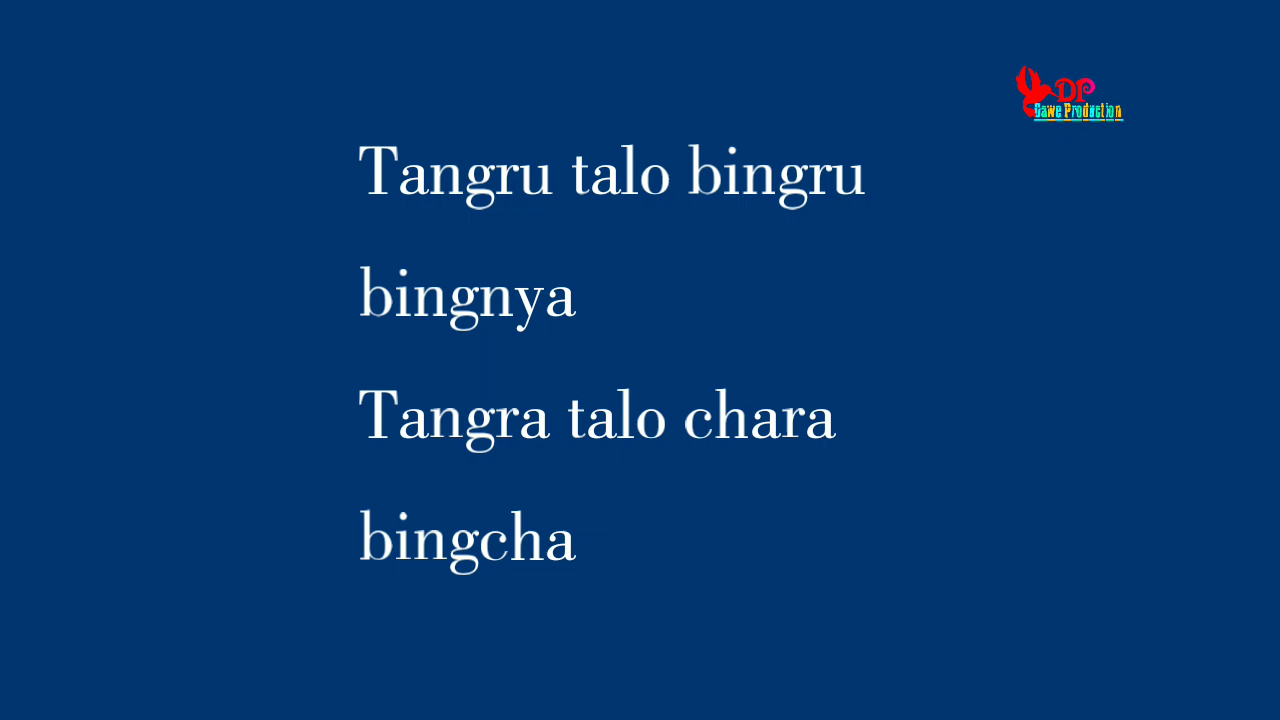 DP
Dawe Production
Tangru talo bingru
bingnya
Tangra talo chara
bingcha